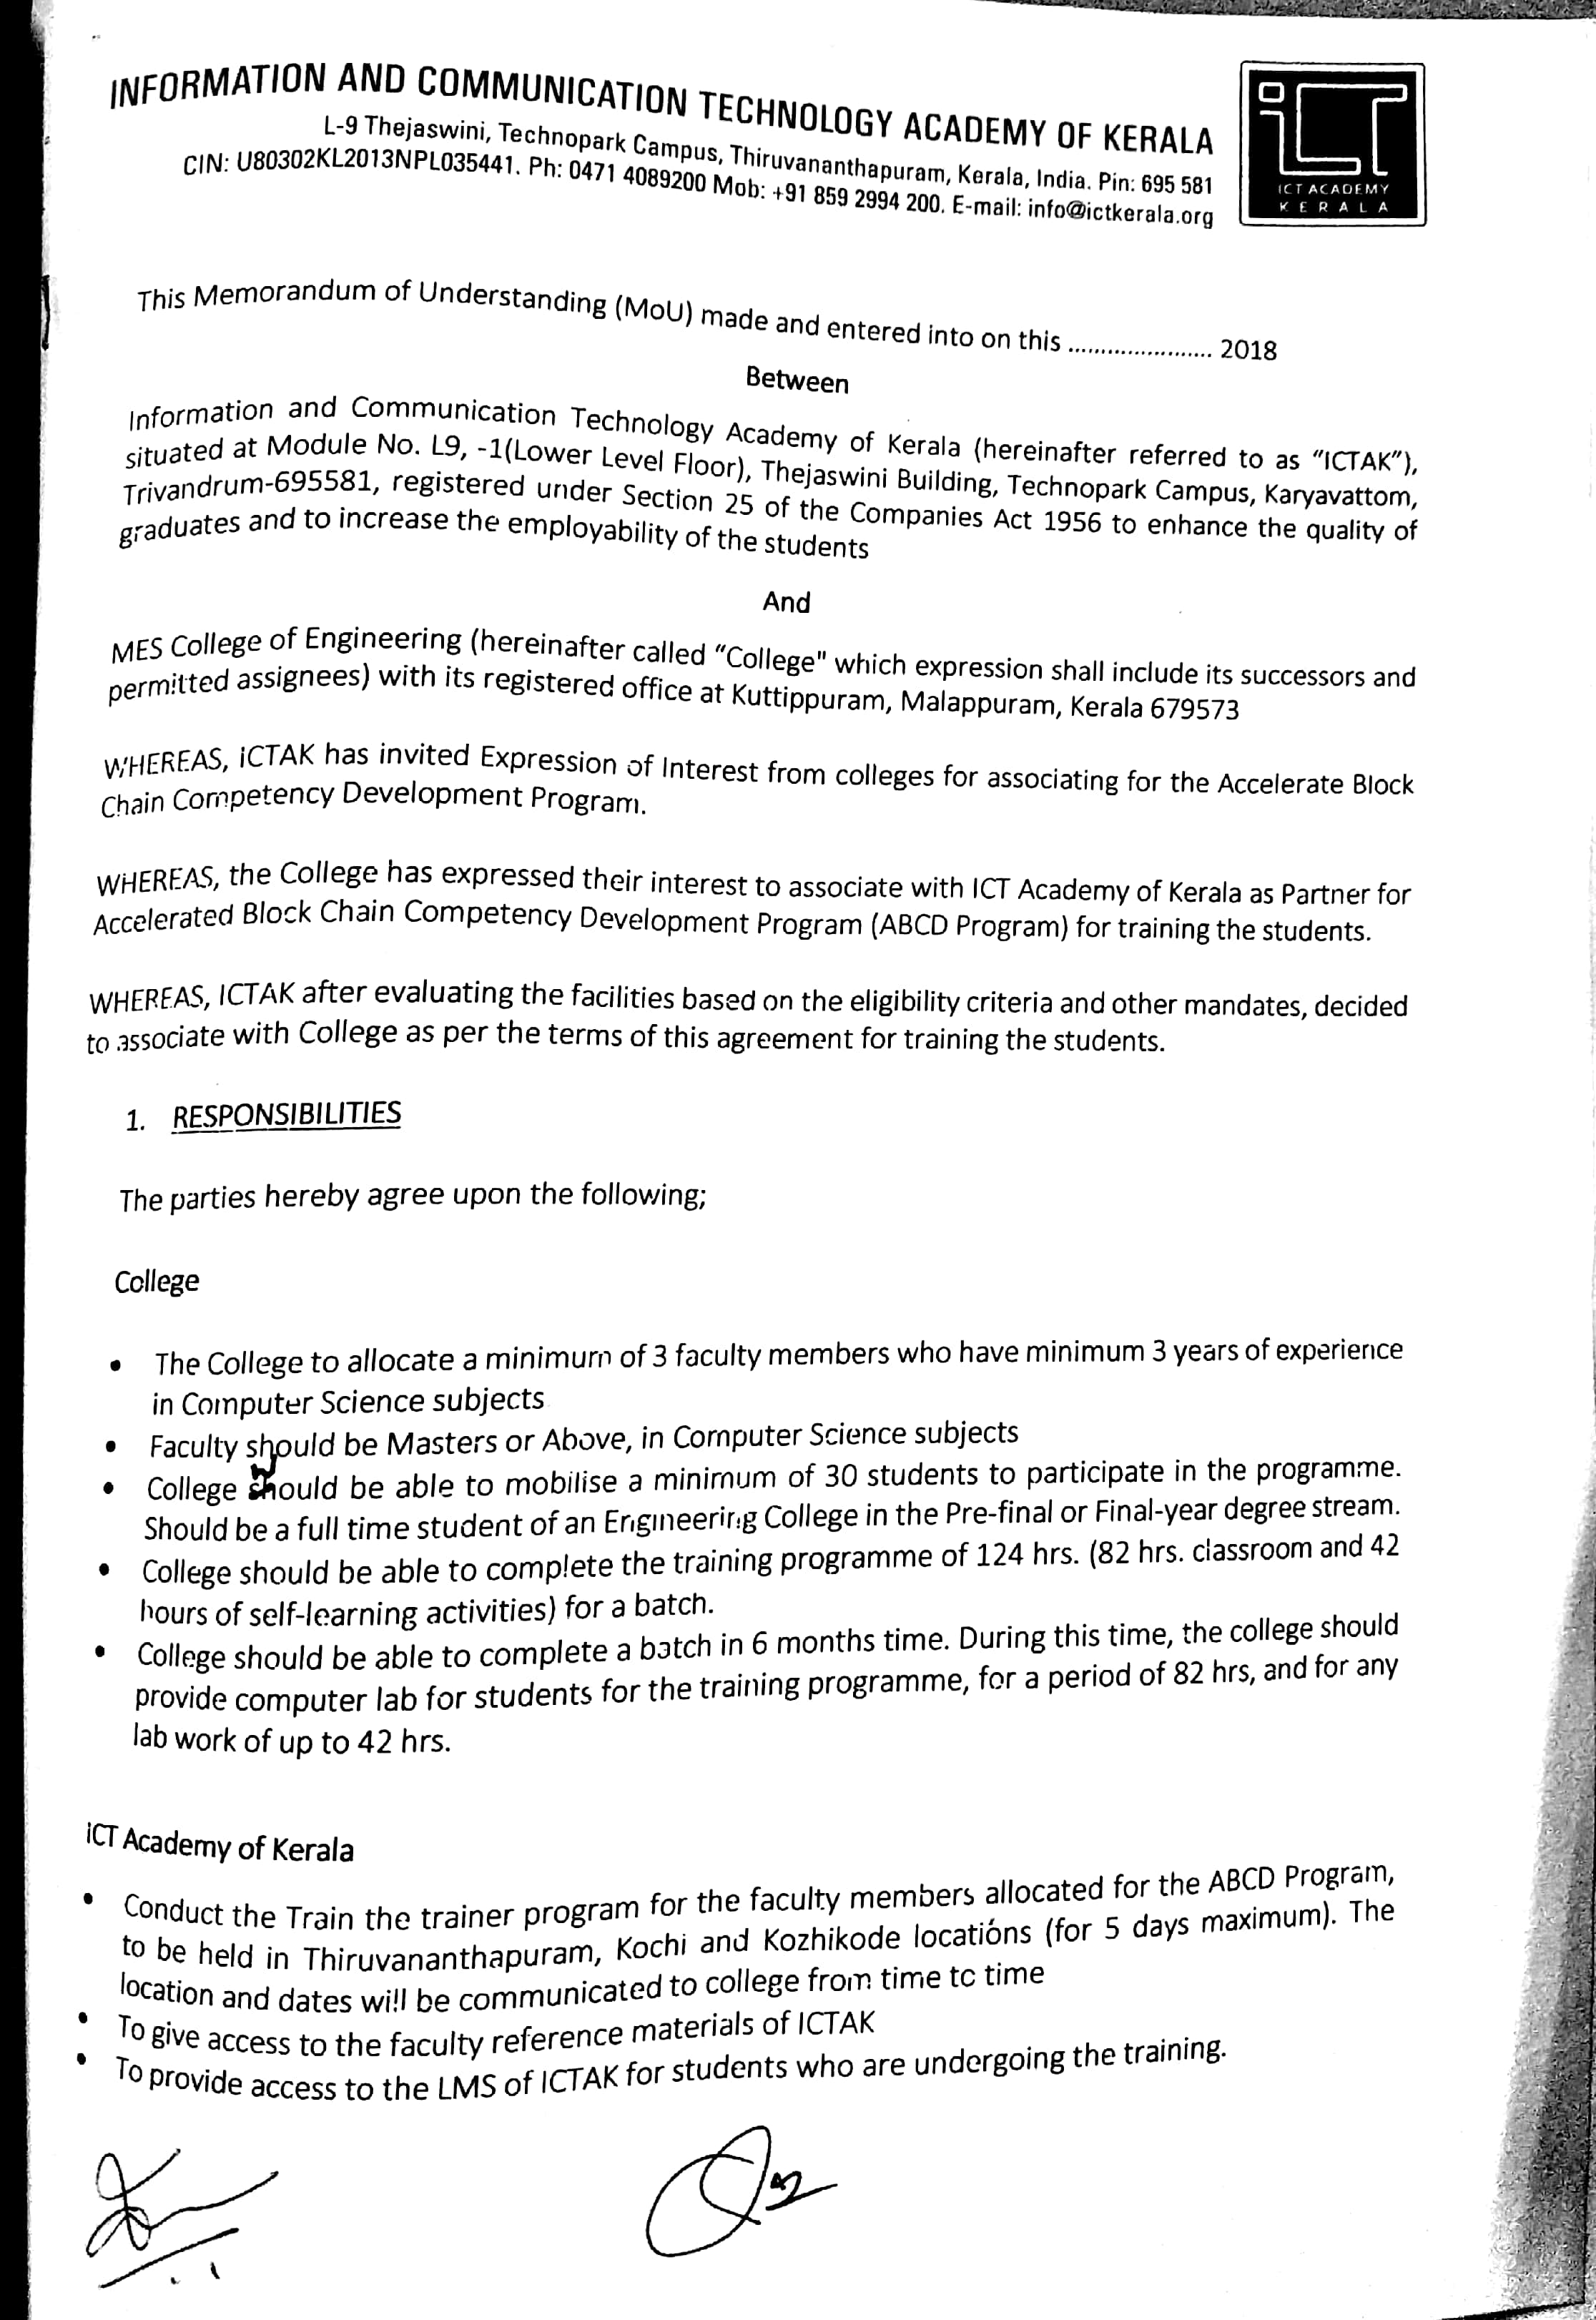 INFORMATION AND COMMUNICATION TECHNOLOGY ACADEMY OF KERALA
L-9 Thejaswini, Technopark Campus, Thiruvananthapuram, Kerala, India. Pin: 695 581
CIN: U80302KL2013NPL035441. Ph: 0471 4089200 Mob: +91 859 2994 200. E-mail: info@ictkerala.org
iCT
ICT ACADEMY
KERALA
This Memorandum of Understanding (MoU) made and entered into on this ...................... 2018
Between
Information and Communication Technology Academy of Kerala (hereinafter referred to as “ICTAK”),
situated at Module No. L9, -1(Lower Level Floor), Thejaswini Building, Technopark Campus, Karyavattom,
Trivandrum-695581, registered under Section 25 of the Companies Act 1956 to enhance the quality of
graduates and to increase the employability of the students
And
MES College of Engineering (hereinafter called “College" which expression shall include its successors and
permitted assignees) with its registered office at Kuttippuram, Malappuram, Kerala 679573
WHEREAS, ICTAK has invited Expression of Interest from colleges for associating for the Accelerate Block
Chain Competency Development Program.
WHEREAS, the College has expressed their interest to associate with ICT Academy of Kerala as Partner for
Accelerated Block Chain Competency Development Program (ABCD Program) for training the students.
WHEREAS, ICTAK after evaluating the facilities based on the eligibility criteria and other mandates, decided
to associate with College as per the terms of this agreement for training the students.
1. RESPONSIBILITIES
The parties hereby agree upon the following;
College
• The College to allocate a minimum of 3 faculty members who have minimum 3 years of experience
in Computer Science subjects
• Faculty should be Masters or Above, in Computer Science subjects
• College should be able to mobilise a minimum of 30 students to participate in the programme.
Should be a full time student of an Engineering College in the Pre-final or Final-year degree stream.
• College should be able to complete the training programme of 124 hrs. (82 hrs. classroom and 42
hours of self-learning activities) for a batch.
• College should be able to complete a batch in 6 months time. During this time, the college should
provide computer lab for students for the training programme, for a period of 82 hrs, and for any
lab work of up to 42 hrs.
ICT Academy of Kerala
• Conduct the Train the trainer program for the faculty members allocated for the ABCD Program,
to be held in Thiruvananthapuram, Kochi and Kozhikode locations (for 5 days maximum). The
location and dates will be communicated to college from time to time
• To give access to the faculty reference materials of ICTAK
• To provide access to the LMS of ICTAK for students who are undergoing the training.